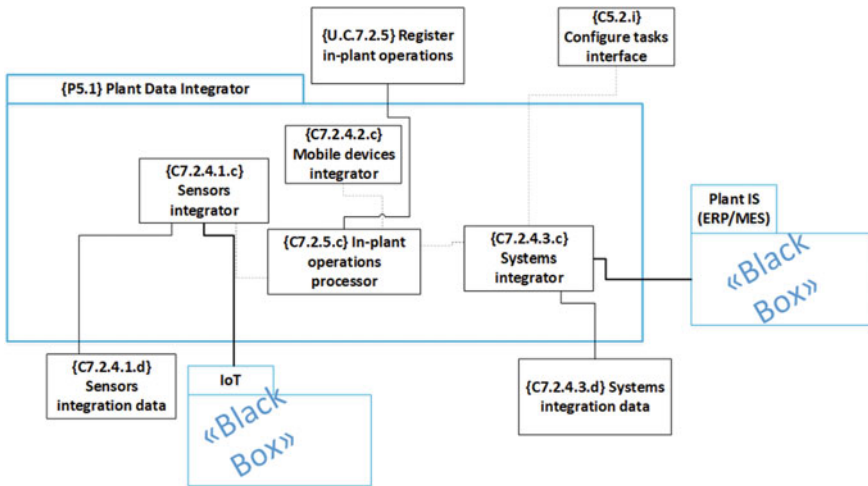 {U.C.7.2.5} Register
in-plant operations
{C5.2.i}
Configure tasks
interface
{P5.1} Plant Data Integrator
{C7.2.4.2.c}
Mobile devices
integrator
{C7.2.4.1.c}
Sensors
integrator
{C7.2.5.c} In-plant
operations
processor
{C7.2.4.3.c}
Systems
integrator
Plant IS
(ERP/MES)
«Black
Box»
{C7.2.4.1.d}
Sensors
integration data
IoT
«Black
Box»
{C7.2.4.3.d} Systems
integration data